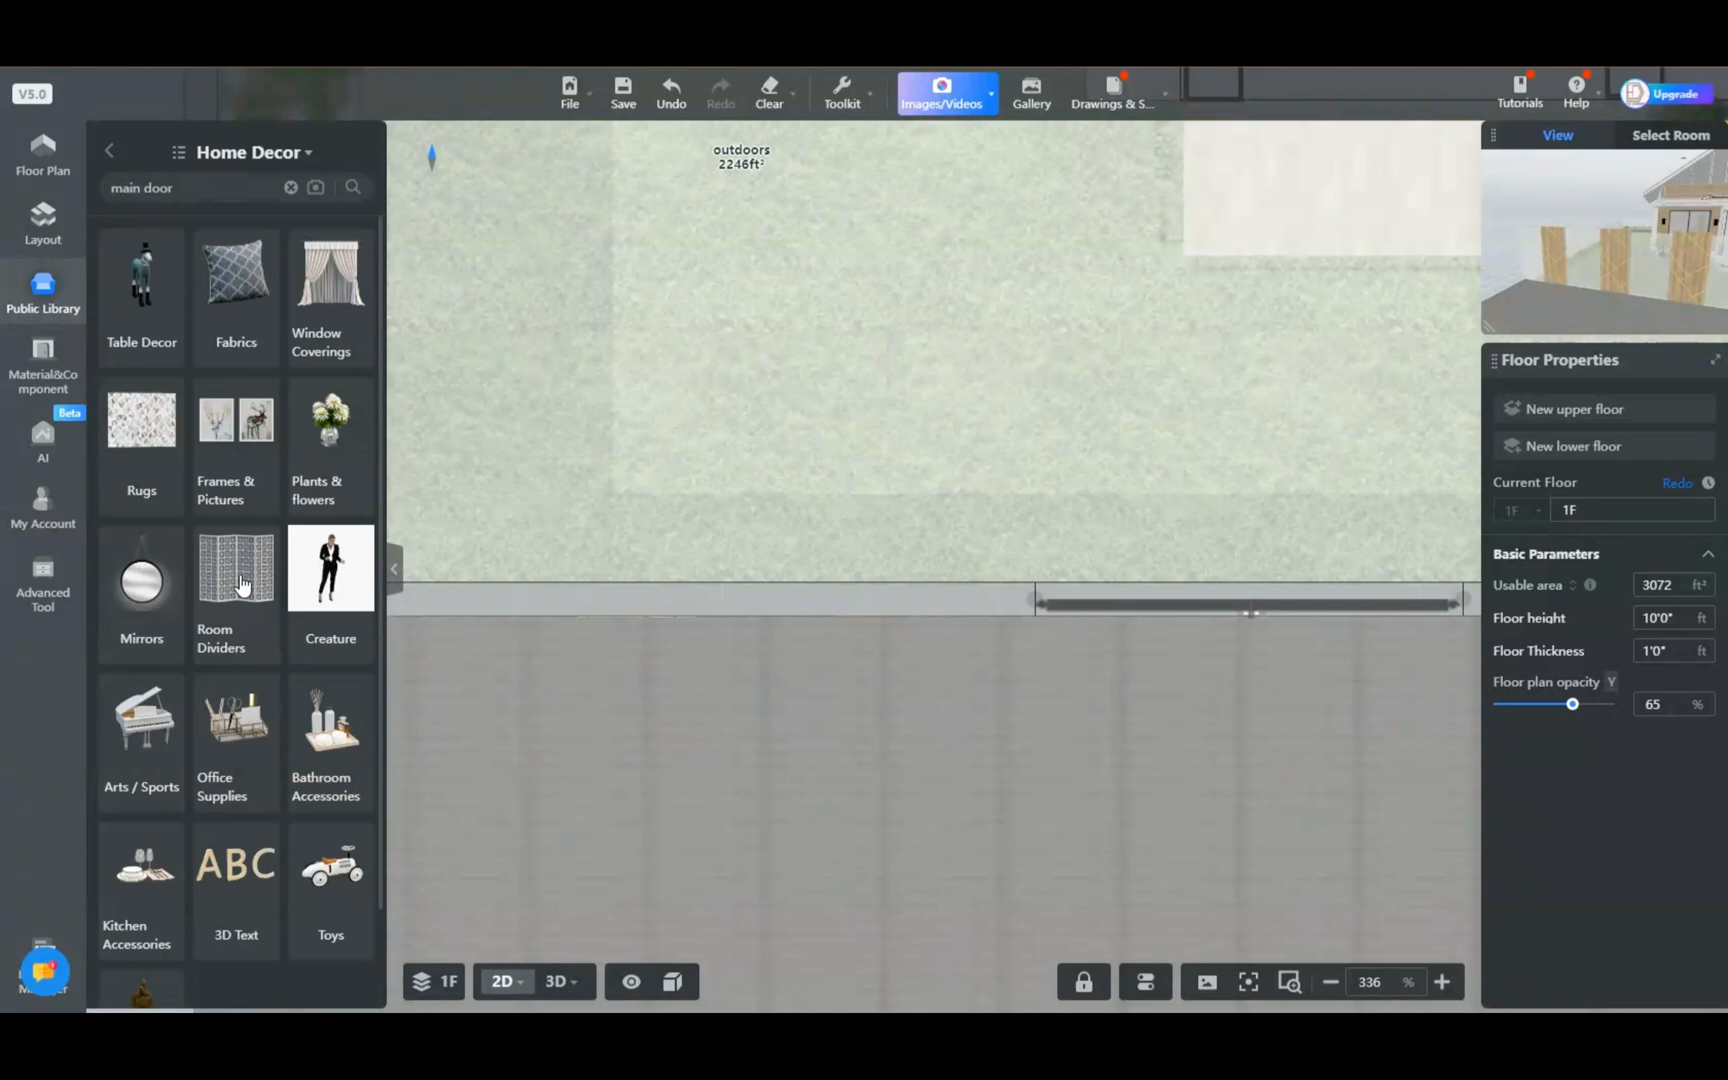 V5.0
File
Save
Undo
Redo
Clear
Toolkit
Images/Videos
Gallery
Drawings & S...
Tutorials
Help
Upgrade
Floor Plan
Layout
Public Library
Material&Co
mponent
Beta
AI
My Account
Advanced
Tool
Home Decor
main door
Table Decor
Fabrics
Window
Coverings
Rugs
Frames &
Pictures
Plants &
flowers
Mirrors
Room
Dividers
Creature
Arts / Sports
Office
Supplies
Bathroom
Accessories
Kitchen
Accessories
ABC
3D Text
Toys
outdoors
2246ft²
1F
2D
3D
336 %
View
Select Room
Floor Properties
New upper floor
New lower floor
Current Floor
Redo
1F
1F
Basic Parameters
Usable area
3072 ft²
Floor height
10'0" ft
Floor Thickness
1'0" ft
Floor plan opacity Y
65 %